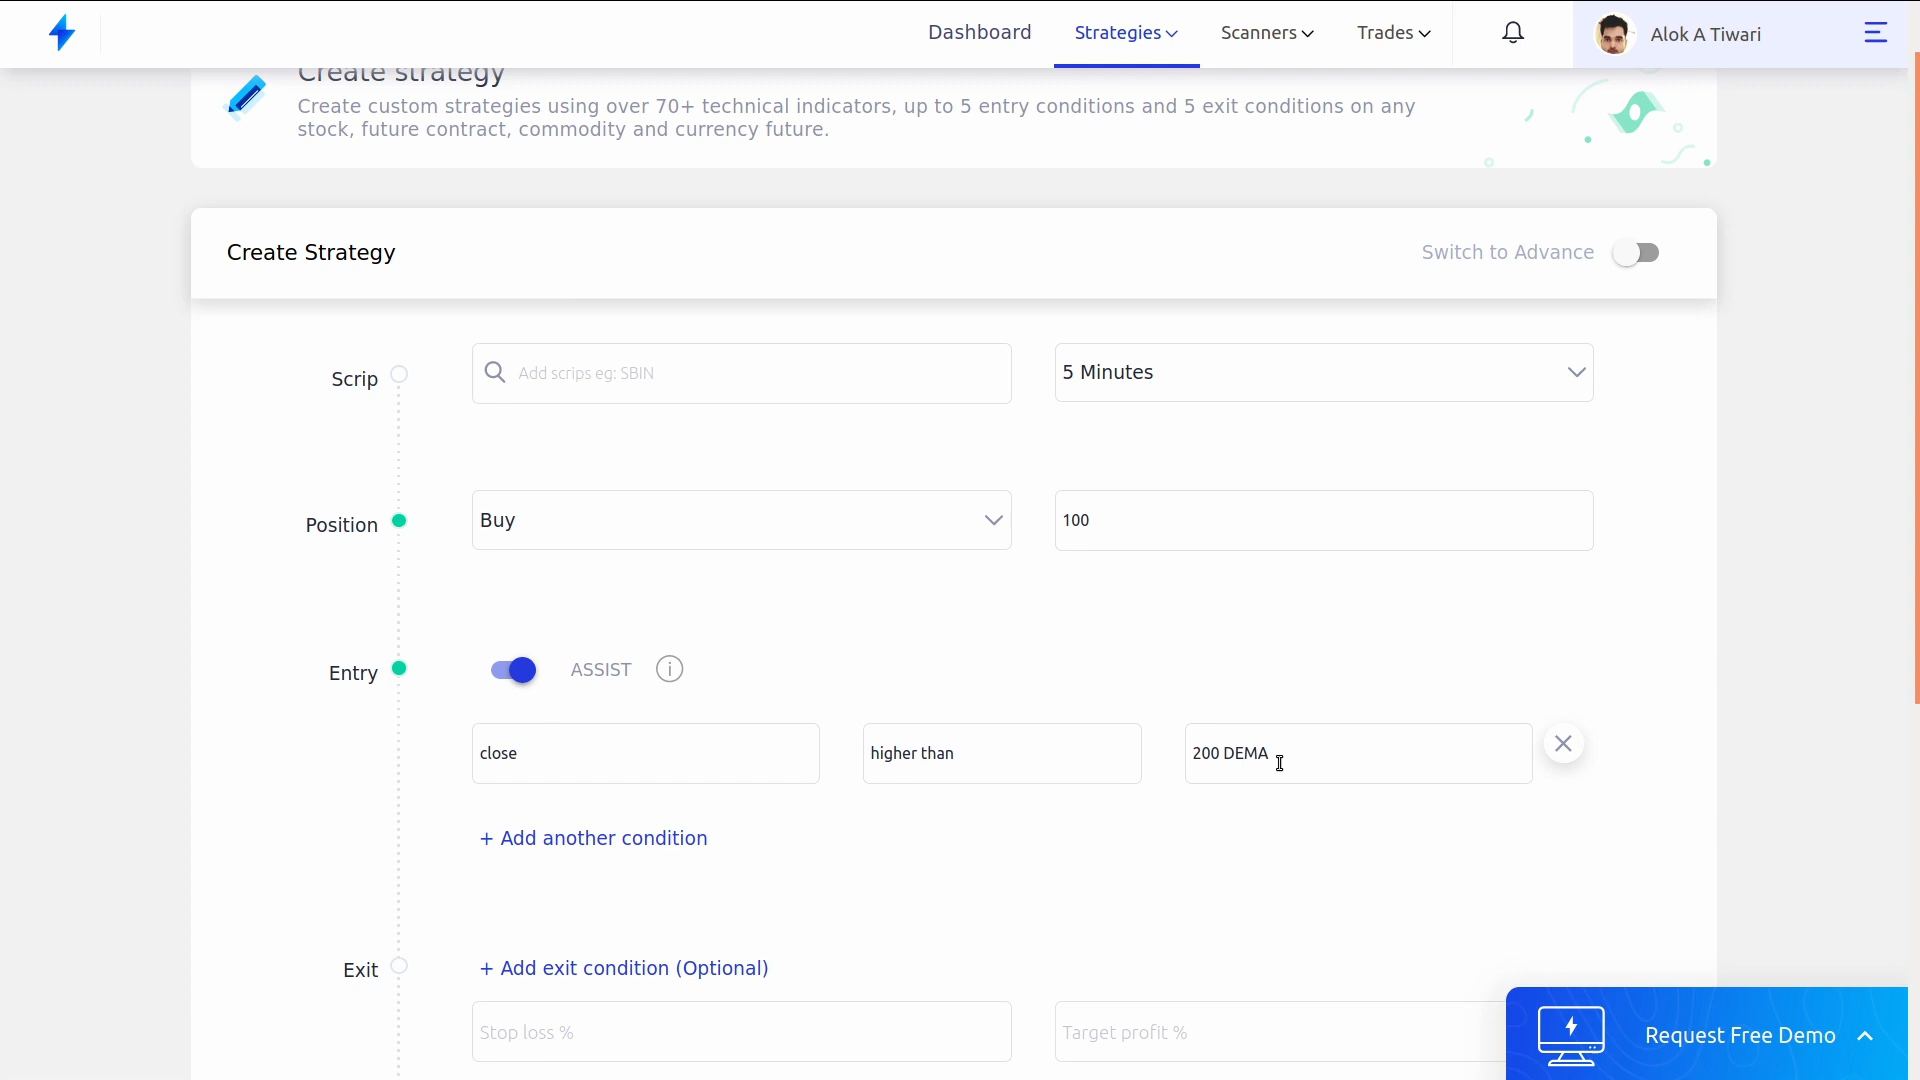 Dashboard
Strategies
Scanners
Trades
Alok A Tiwari
Create strategy
Create custom strategies using over 70+ technical indicators, up to 5 entry conditions and 5 exit conditions on any
stock, future contract, commodity and currency future.
Create Strategy
Switch to Advance
Scrip
Add scrips eg: SBIN
5 Minutes
Position
Buy
100
Entry
ASSIST
close
higher than
200 DEMA
+ Add another condition
Exit
+ Add exit condition (Optional)
Stop loss %
Target profit %
Request Free Demo